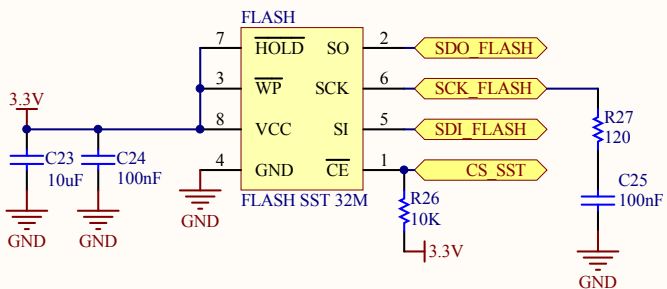 FLASH
7 HOLD SO 2 SDO_FLASH
3 WP SCK 6 SCK_FLASH
3.3V
8 VCC SI 5 SDI_FLASH
R27
120
C23
10uF
C24
100nF
4 GND CE 1 CS_SST
FLASH SST 32M
R26
10K
C25
100nF
GND
GND
GND
3.3V
GND